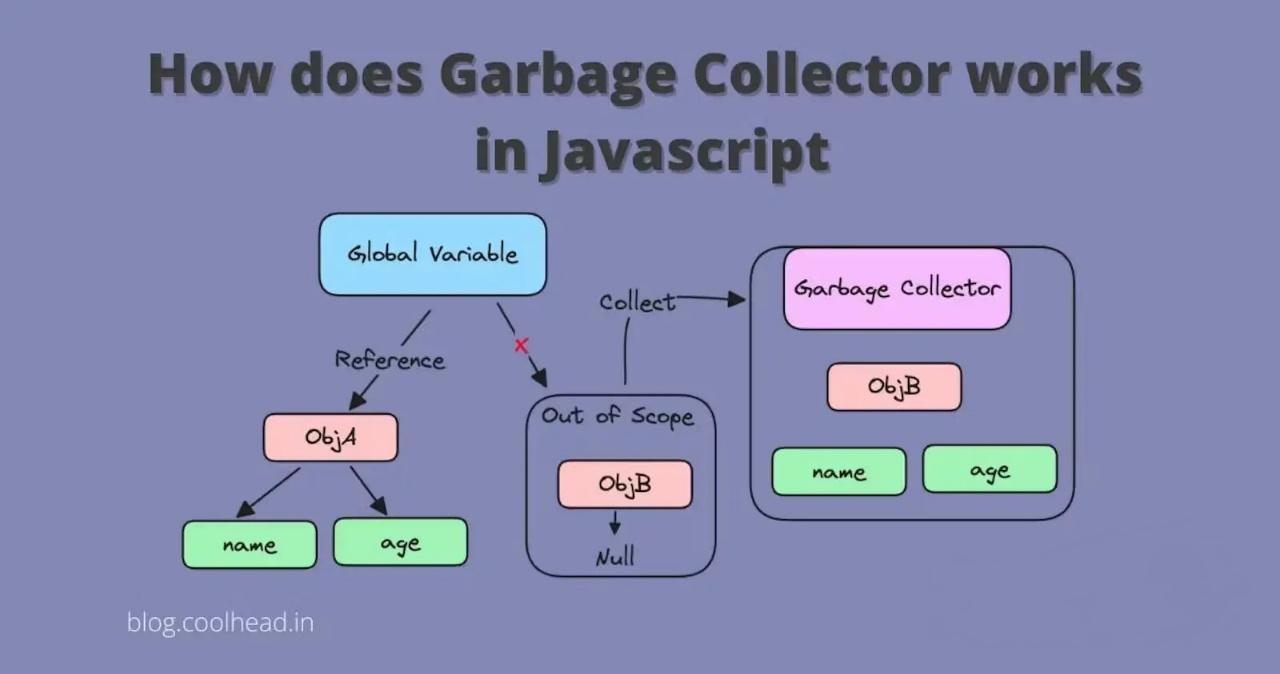 How does Garbage Collector works
in Javascript
Global Variable
Reference
ObjA
name
age
Out of Scope
ObjB
Null
Collect
Garbage Collector
ObjB
name
age
blog.coolhead.in